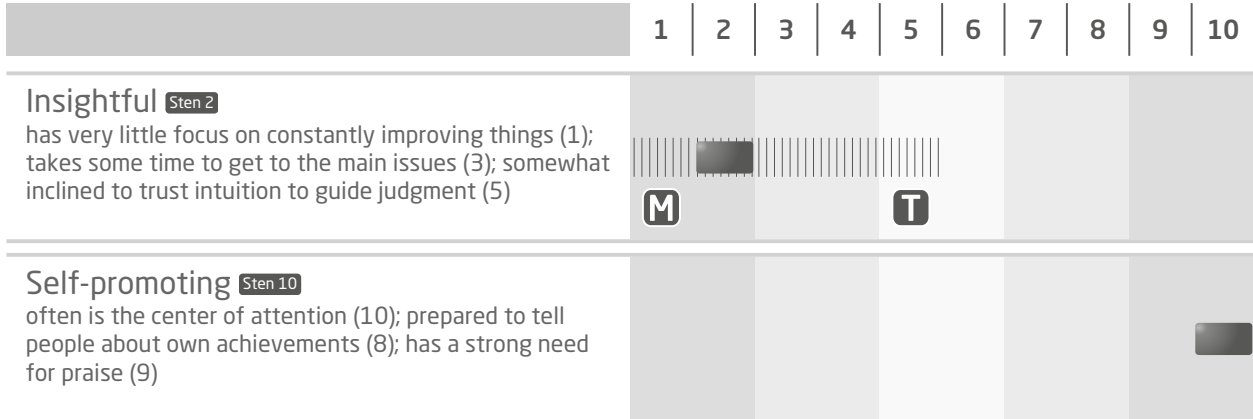 1 2 3 4 5 6 7 8 9 10
Insightful Sten 2
has very little focus on constantly improving things (1);
takes some time to get to the main issues (3); somewhat
inclined to trust intuition to guide judgment (5)
M T
Self-promoting Sten 10
often is the center of attention (10); prepared to tell
people about own achievements (8); has a strong need
for praise (9)